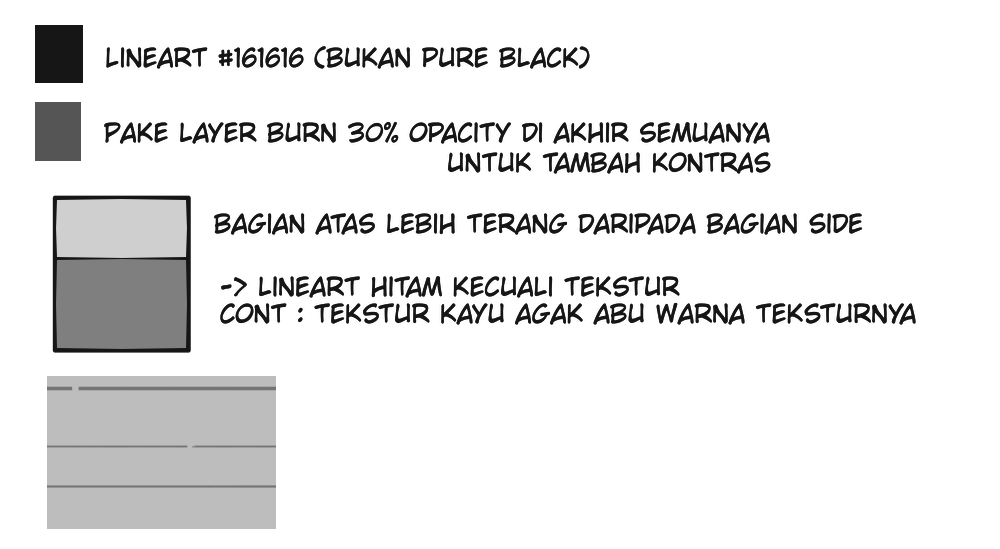 LINEART #161616 (BUKAN PURE BLACK)
PAKE LAYER BURN 30% OPACITY DI AKHIR SEMUANYA
UNTUK TAMBAH KONTRAS
BAGIAN ATAS LEBIH TERANG DARIPADA BAGIAN SIDE
-> LINEART HITAM KECUALI TEKSTUR
CONT : TEKSTUR KAYU AGAK ABU WARNA TEKSTURNYA